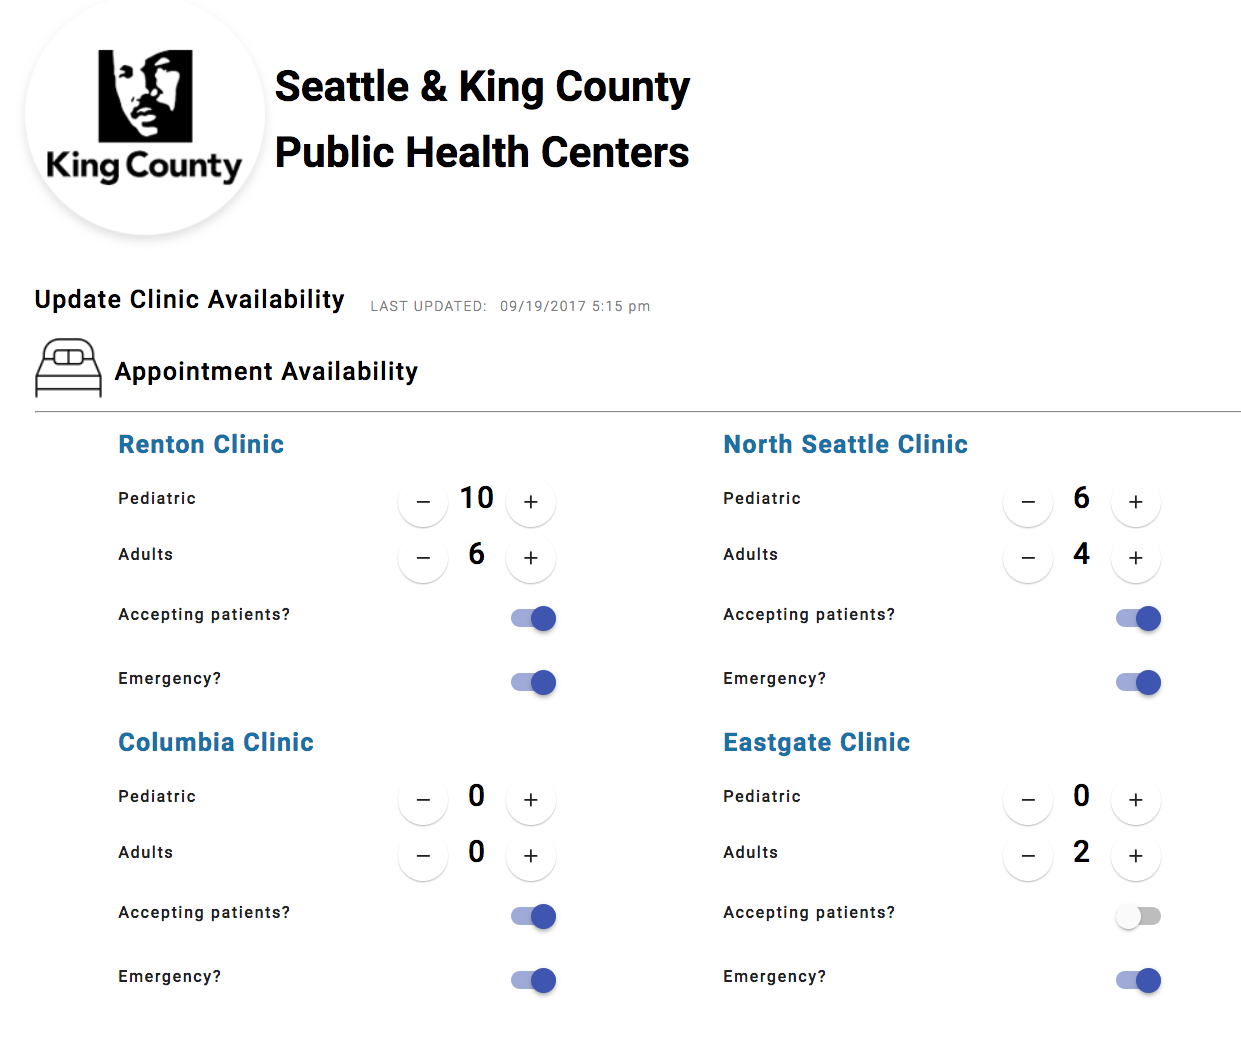 King County
Seattle & King County
Public Health Centers
Update Clinic Availability LAST UPDATED: 09/19/2017 5:15 pm
Appointment Availability
Renton Clinic
Pediatric − 10 +
Adults − 6 +
Accepting patients?
Emergency?
North Seattle Clinic
Pediatric − 6 +
Adults − 4 +
Accepting patients?
Emergency?
Columbia Clinic
Pediatric − 0 +
Adults − 0 +
Accepting patients?
Emergency?
Eastgate Clinic
Pediatric − 0 +
Adults − 2 +
Accepting patients?
Emergency?